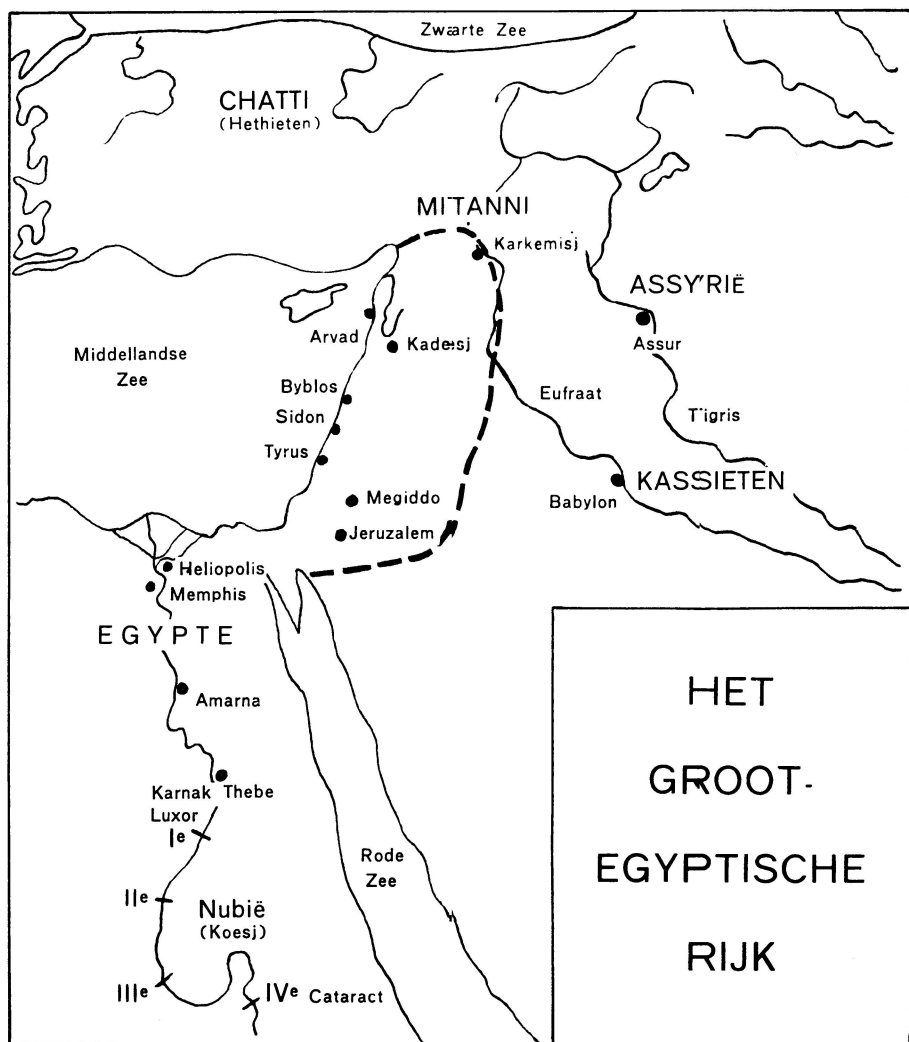 Zwarte Zee
CHATTI
(Hethieten)
MITANNI
Karkemisj
ASSYRIË
Assur
Arvad
Kadesj
Middellandse
Zee
Byblos
Sidon
Tyrus
Eufraat
Tigris
KASSIETEN
Babylon
Megiddo
Jeruzalem
Heliopolis
Memphis
EGYPTE
Amarna
Karnak Thebe
Luxor
Ie
IIe
Nubië
(Koesj)
IIIe
IVe Cataract
Rode
Zee
HET
GROOT-
EGYPTISCHE
RIJK